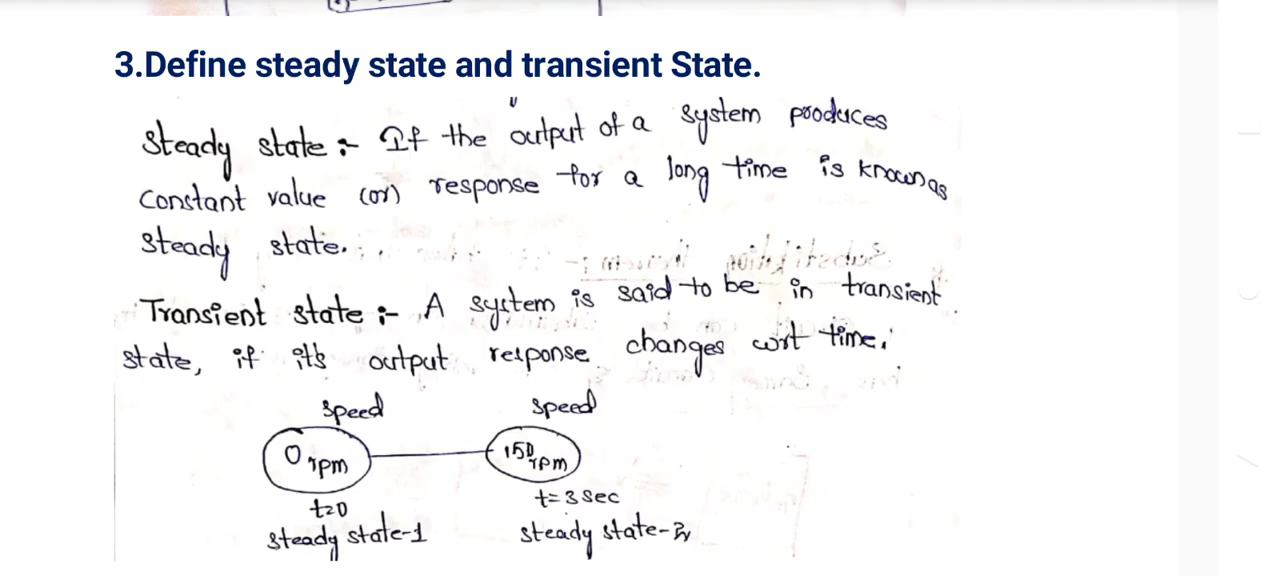 3.Define steady state and transient State.
Steady state :- If the output of a system produces
Constant value (or) response for a long time is known as
Steady state.
Transient state :- A system is said to be in transient
state, if it's output response changes wrt time.
speed speed
0 rpm 150 rpm
t=0 t=3 sec
steady state-1 steady state-